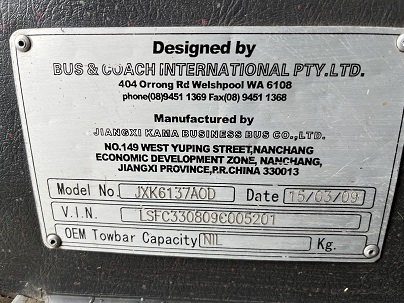 Designed by
BUS & COACH INTERNATIONAL PTY.LTD.
404 Orrong Rd Welshpool WA 6108
phone(08)9451 1369 Fax(08) 9451 1368
Manufactured by
JIANGXI KAMA BUSINESS BUS CO.,LTD.
NO.149 WEST YUPING STREET,NANCHANG
ECONOMIC DEVELOPMENT ZONE, NANCHANG,
JIANGXI PROVINCE,P.R.CHINA 330013
Model No. JXK6137AOD Date 15/03/09
V.I.N. LSFC330809C005201
OEM Towbar Capacity NIL Kg.